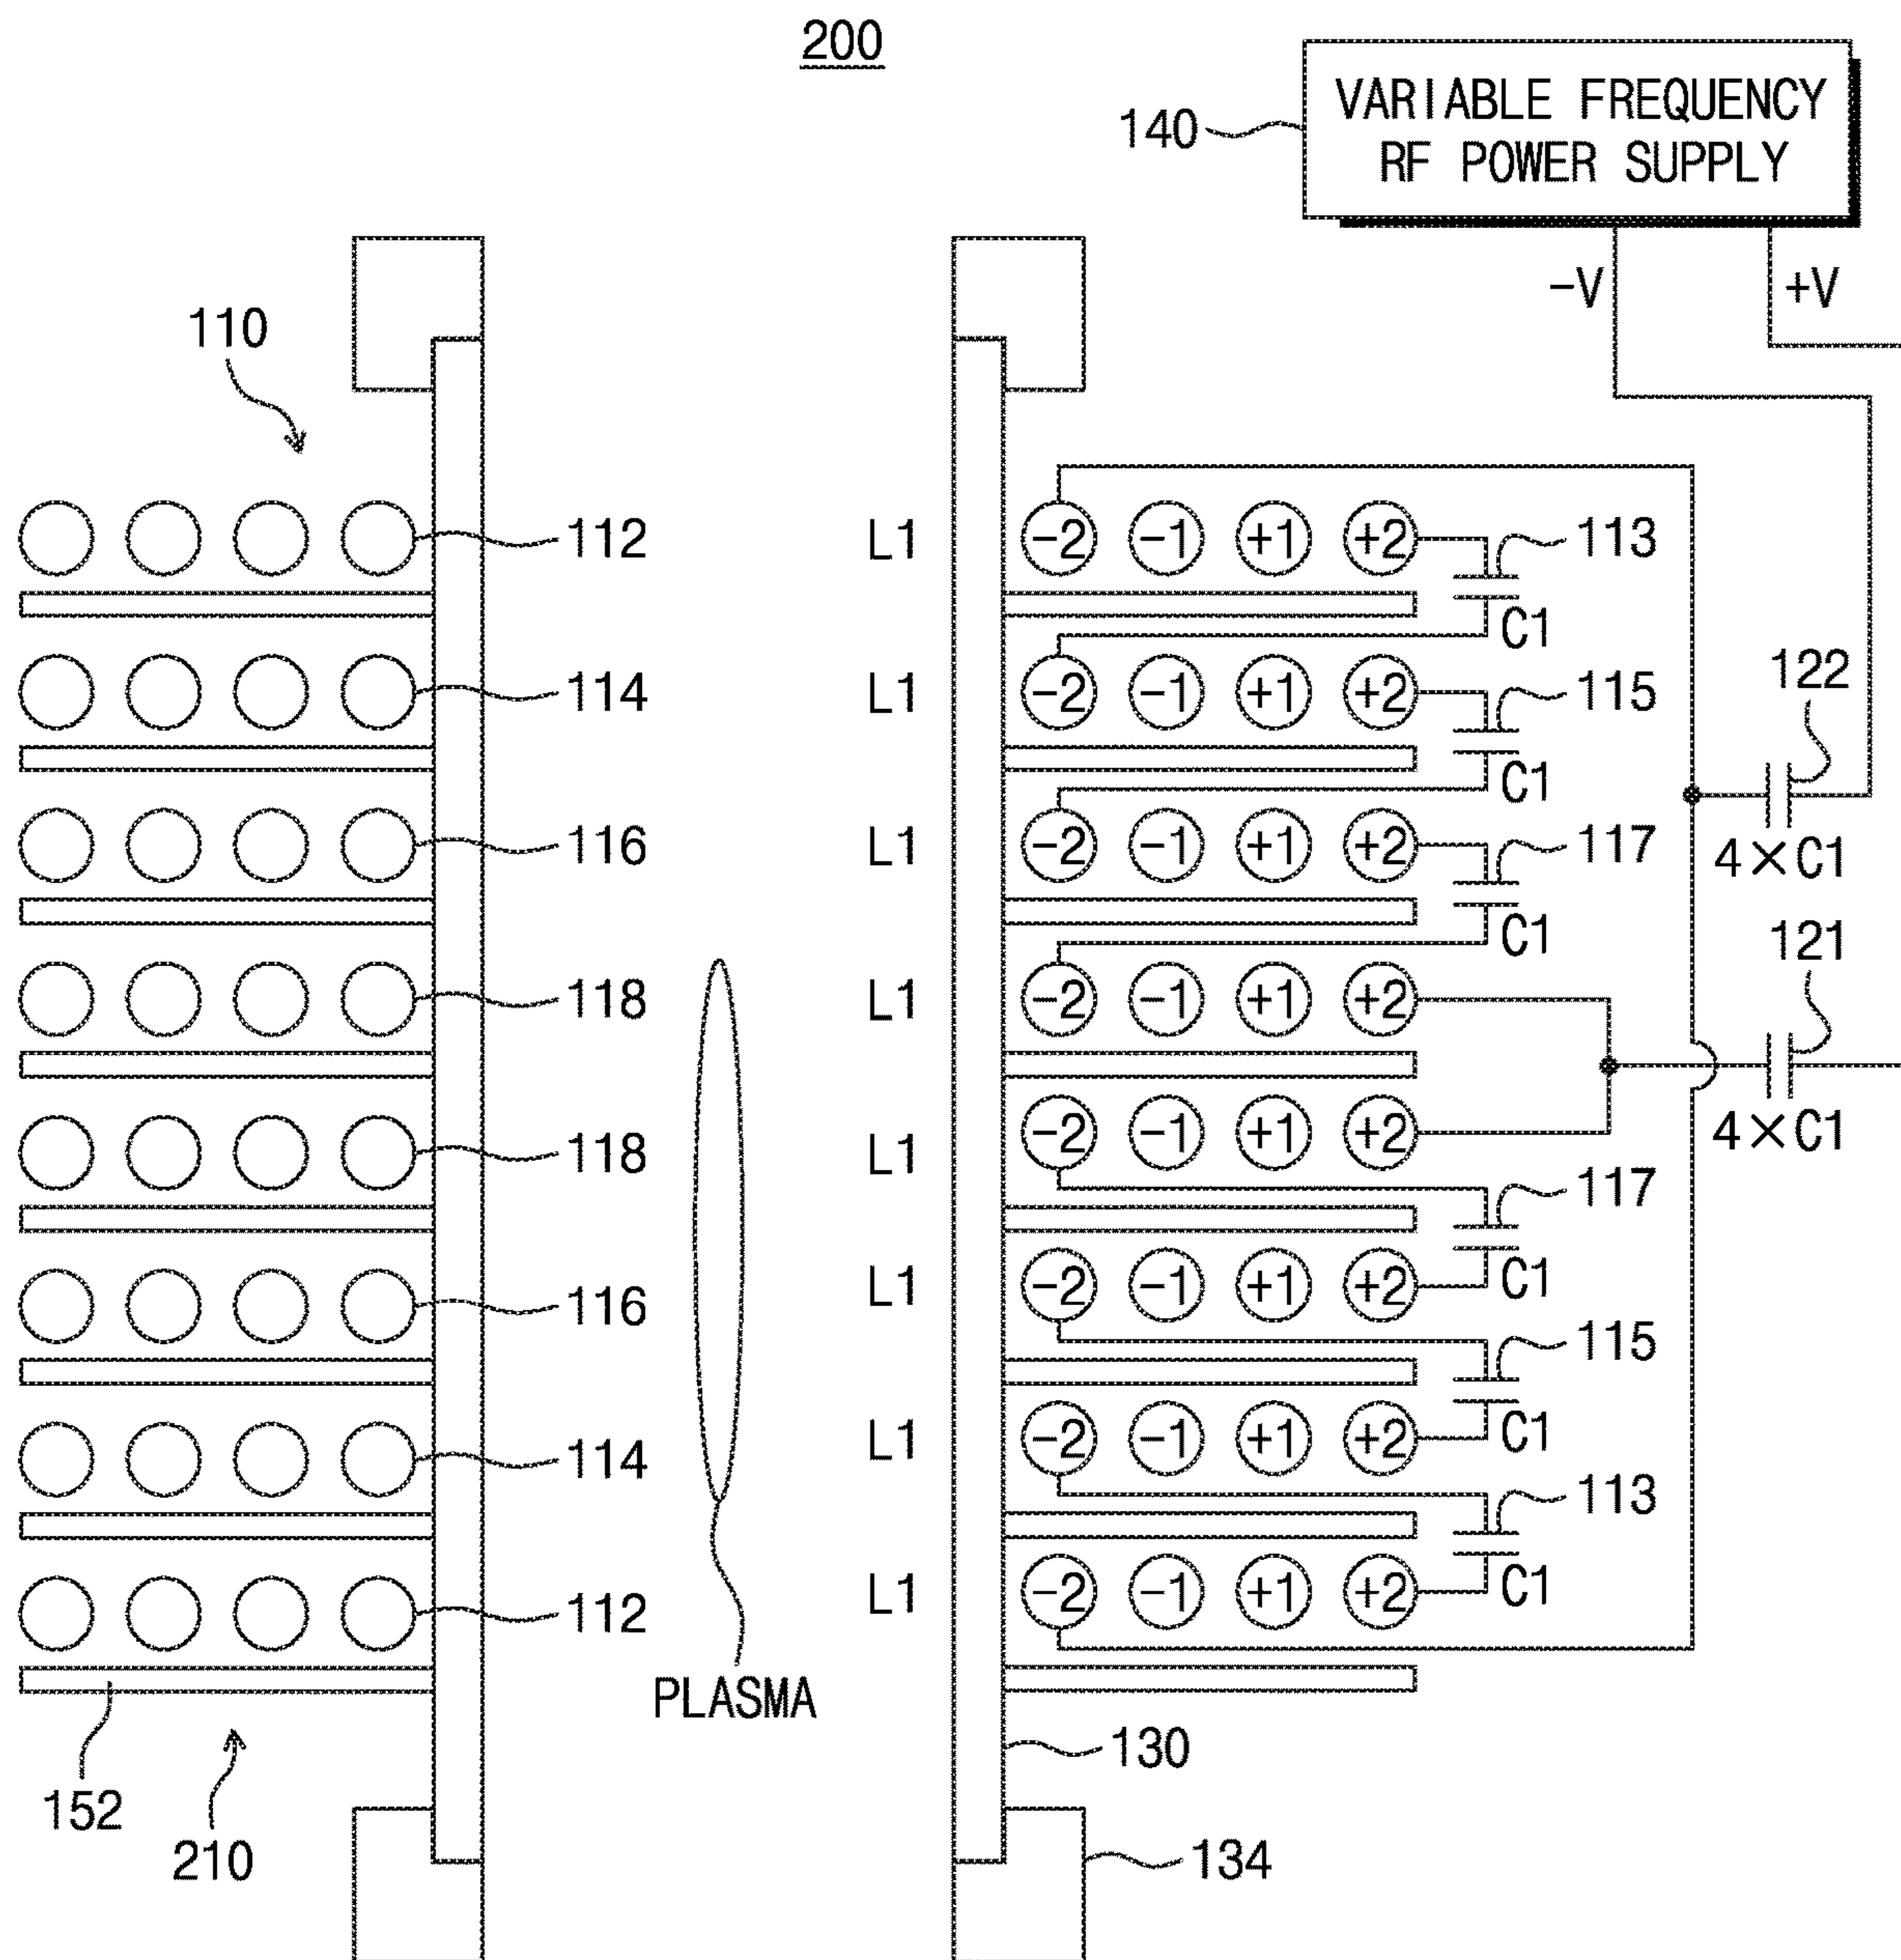 200
VARIABLE FREQUENCY
RF POWER SUPPLY
140
-V
+V
110
112
L1
-2 -1 +1 +2
113
C1
114
L1
-2 -1 +1 +2
115
C1
122
4×C1
116
L1
-2 -1 +1 +2
117
C1
121
4×C1
118
L1
-2 -1 +1 +2
118
L1
-2 -1 +1 +2
117
C1
116
L1
-2 -1 +1 +2
115
C1
114
L1
-2 -1 +1 +2
113
C1
112
L1
-2 -1 +1 +2
PLASMA
130
152
210
134